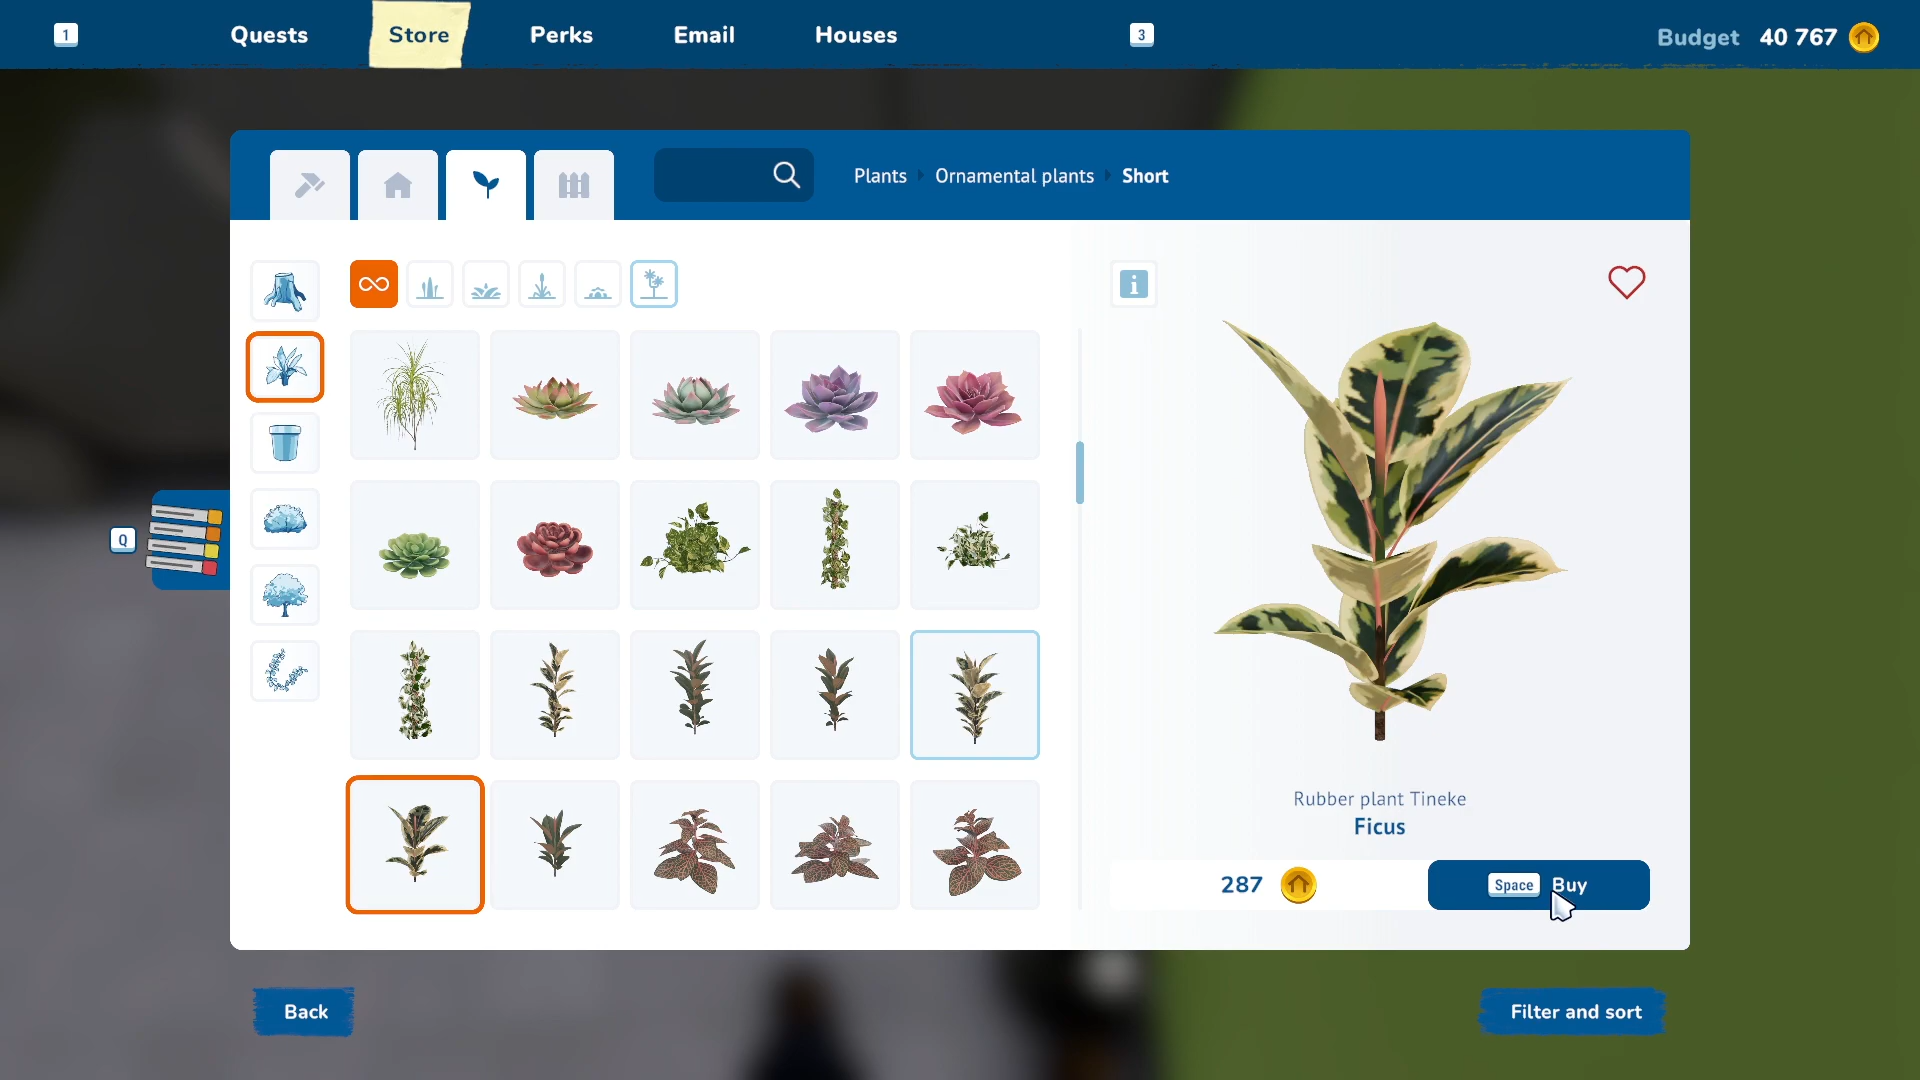 1
Quests
Store
Perks
Email
Houses
3
Budget 40 767
Plants Ornamental plants Short
i
Q
Rubber plant Tineke
Ficus
287
Space Buy
Back
Filter and sort